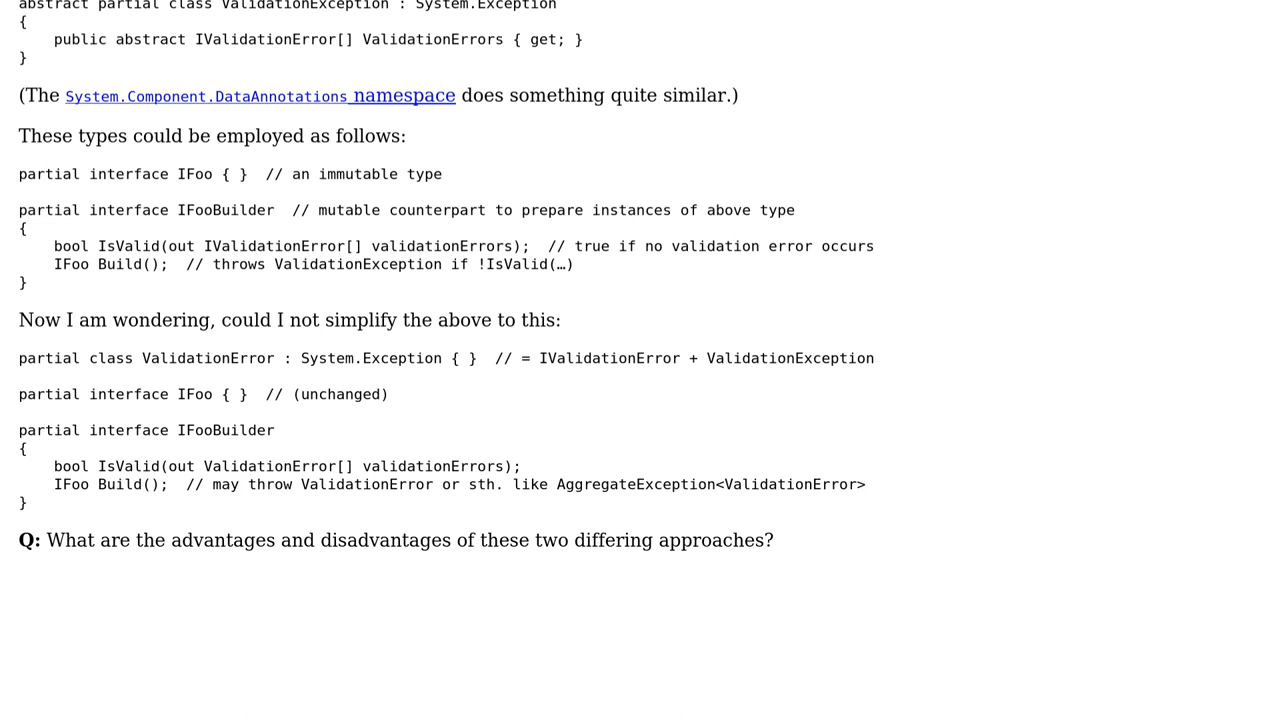 abstract partial class ValidationException : System.Exception
{
    public abstract IValidationError[] ValidationErrors { get; }
}
(The System.Component.DataAnnotations namespace does something quite similar.)
These types could be employed as follows:
partial interface IFoo { }  // an immutable type
partial interface IFooBuilder  // mutable counterpart to prepare instances of above type
{
    bool IsValid(out IValidationError[] validationErrors);  // true if no validation error occurs
    IFoo Build();  // throws ValidationException if !IsValid(…)
}
Now I am wondering, could I not simplify the above to this:
partial class ValidationError : System.Exception { }  // = IValidationError + ValidationException
partial interface IFoo { }  // (unchanged)
partial interface IFooBuilder
{
    bool IsValid(out ValidationError[] validationErrors);
    IFoo Build();  // may throw ValidationError or sth. like AggregateException<ValidationError>
}
Q: What are the advantages and disadvantages of these two differing approaches?